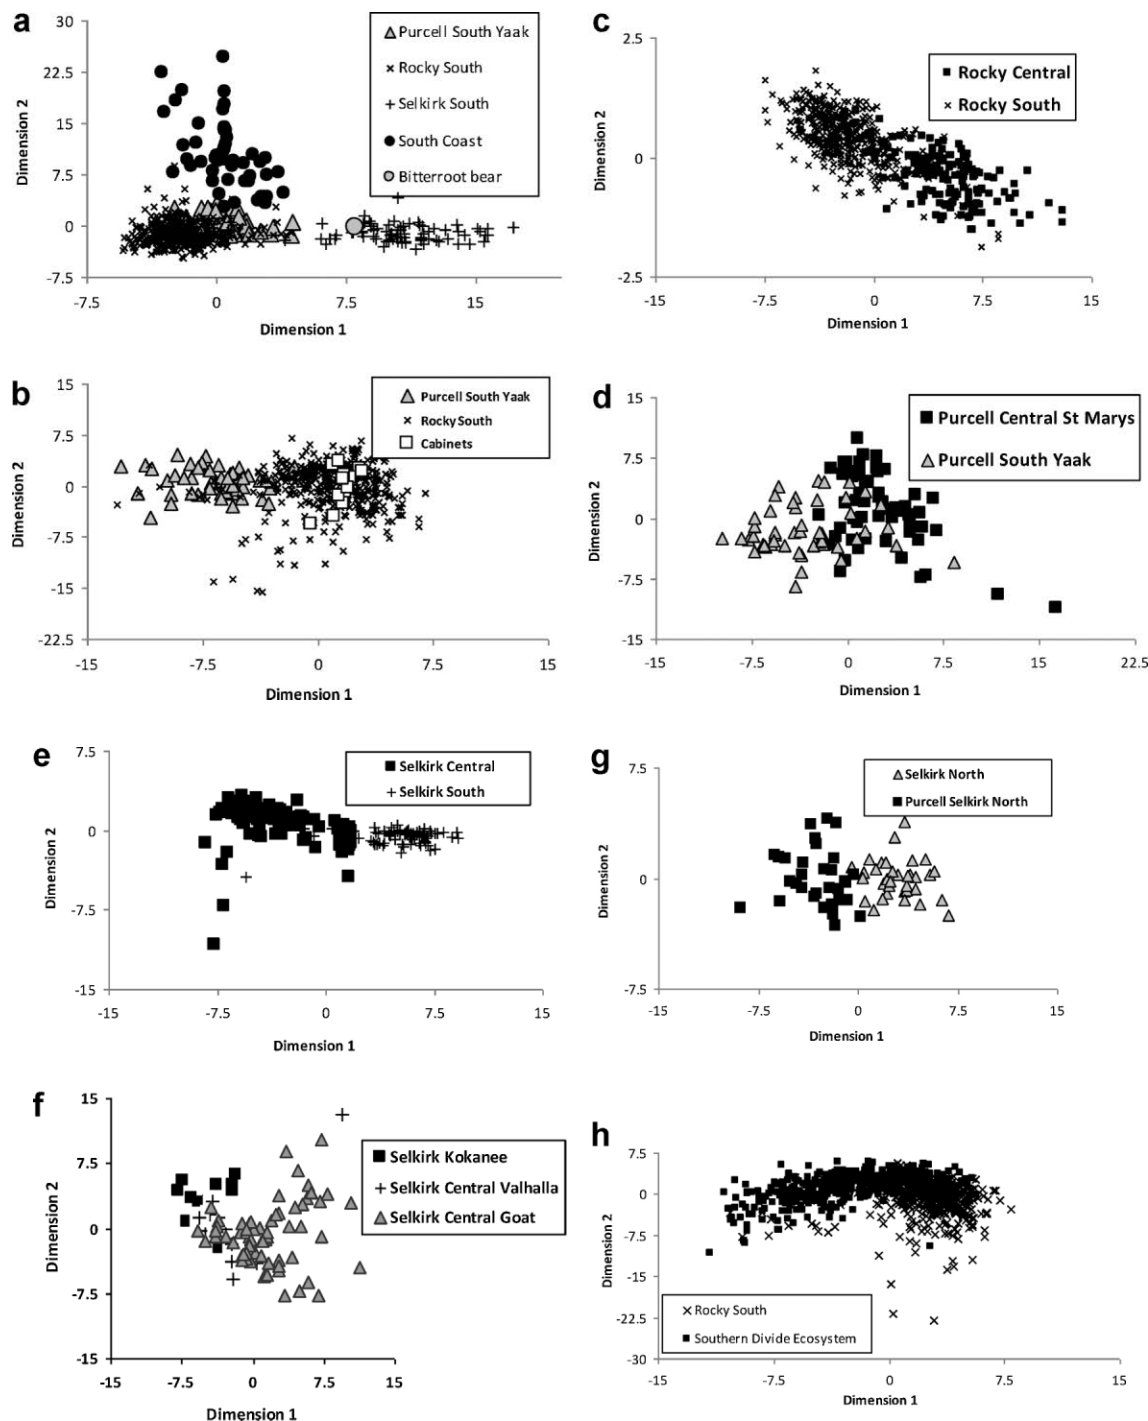 a
30
22.5
15
7.5
0
-7.5
Dimension 2
-7.5 0 7.5 15
Dimension 1
Purcell South Yaak
Rocky South
Selkirk South
South Coast
Bitterroot bear
c
2.5
0
-2.5
Dimension 2
-15 -7.5 0 7.5 15
Dimension 1
Rocky Central
Rocky South
b
15
7.5
0
-7.5
-15
-22.5
Dimension 2
-15 -7.5 0 7.5 15
Dimension 1
Purcell South Yaak
Rocky South
Cabinets
d
15
7.5
0
-7.5
-15
Dimension 2
-15 -7.5 0 7.5 15 22.5
Dimension 1
Purcell Central St Marys
Purcell South Yaak
e
7.5
0
-7.5
-15
Dimension 2
-15 -7.5 0 7.5 15
Dimension 1
Selkirk Central
Selkirk South
g
7.5
0
-7.5
Dimension 2
-15 -7.5 0 7.5 15
Dimension 1
Selkirk North
Purcell Selkirk North
f
15
7.5
0
-7.5
-15
Dimension 2
-15 -7.5 0 7.5 15
Dimension 1
Selkirk Kokanee
Selkirk Central Valhalla
Selkirk Central Goat
h
7.5
0
-7.5
-15
-22.5
-30
Dimension 2
-15 -7.5 0 7.5 15
Dimension 1
Rocky South
Southern Divide Ecosystem